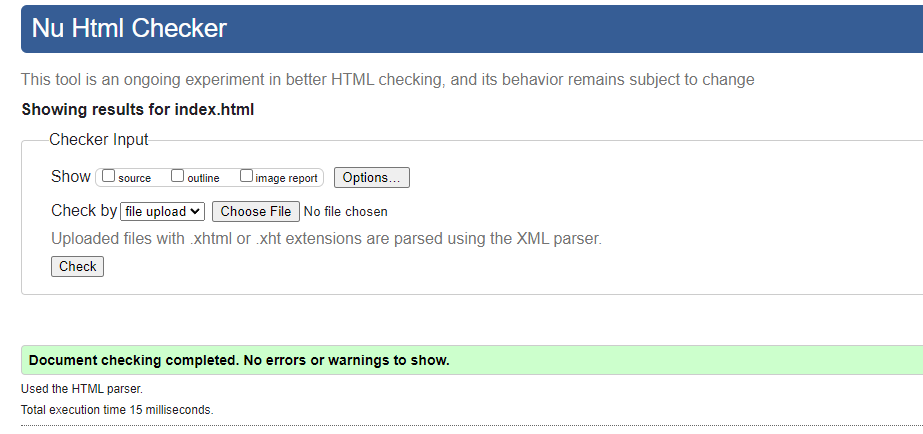 Nu Html Checker
This tool is an ongoing experiment in better HTML checking, and its behavior remains subject to change
Showing results for index.html
Checker Input
Show source outline image report Options...
Check by file upload Choose File No file chosen
Uploaded files with .xhtml or .xht extensions are parsed using the XML parser.
Check
Document checking completed. No errors or warnings to show.
Used the HTML parser.
Total execution time 15 milliseconds.